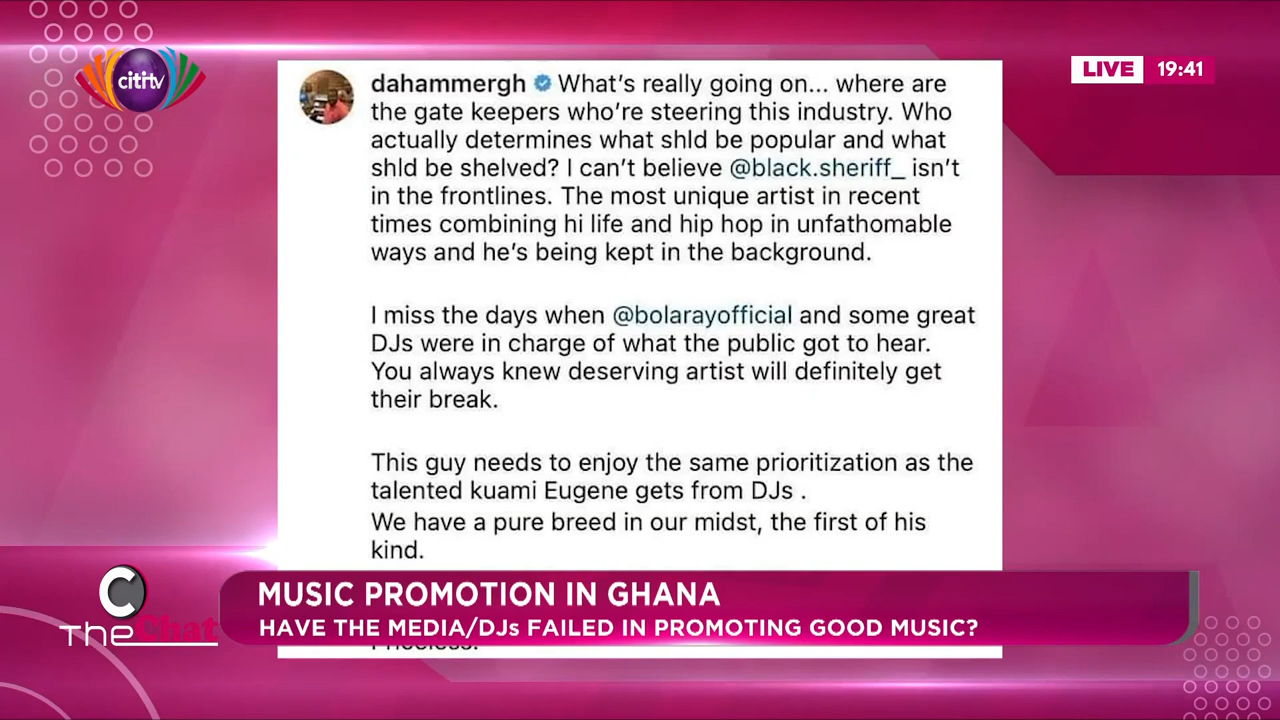 cititv
LIVE 19:41
dahammergh What's really going on... where are
the gate keepers who're steering this industry. Who
actually determines what shld be popular and what
shld be shelved? I can't believe @black.sheriff_ isn't
in the frontlines. The most unique artist in recent
times combining hi life and hip hop in unfathomable
ways and he's being kept in the background.
I miss the days when @bolarayofficial and some great
DJs were in charge of what the public got to hear.
You always knew deserving artist will definitely get
their break.
This guy needs to enjoy the same prioritization as the
talented kuami Eugene gets from DJs .
We have a pure breed in our midst, the first of his
kind.
C
The Chat
MUSIC PROMOTION IN GHANA
HAVE THE MEDIA/DJs FAILED IN PROMOTING GOOD MUSIC?